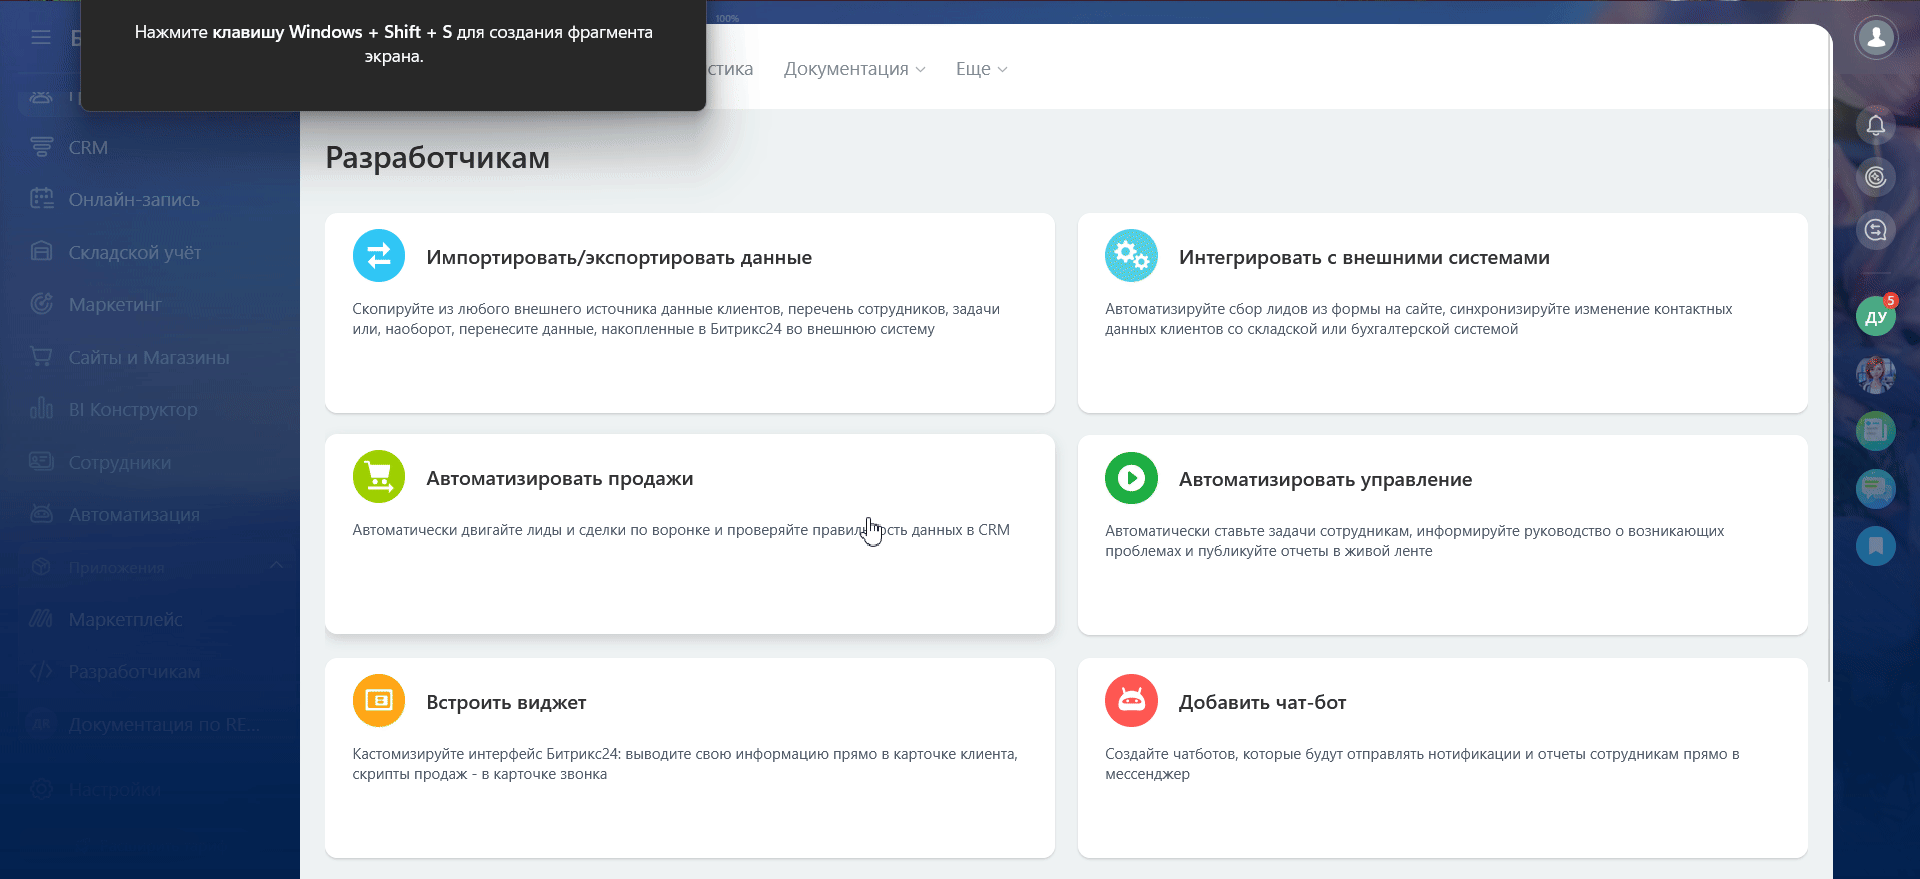 Нажмите клавишу Windows + Shift + S для создания фрагмента
экрана.
100%
стика
Документация
Еще
CRM
Онлайн-запись
Складской учёт
Маркетинг
Сайты и Магазины
BI Конструктор
Сотрудники
Автоматизация
Приложения
Маркетплейс
Разработчикам
ДК Документация по RE...
Настройки
Разработчикам
Импортировать/экспортировать данные
Скопируйте из любого внешнего источника данные клиентов, перечень сотрудников, задачи
или, наоборот, перенесите данные, накопленные в Битрикс24 во внешнюю систему
Интегрировать с внешними системами
Автоматизируйте сбор лидов из формы на сайте, синхронизируйте изменение контактных
данных клиентов со складской или бухгалтерской системой
Автоматизировать продажи
Автоматически двигайте лиды и сделки по воронке и проверяйте правильность данных в CRM
Автоматизировать управление
Автоматически ставьте задачи сотрудникам, информируйте руководство о возникающих
проблемах и публикуйте отчеты в живой ленте
Встроить виджет
Кастомизируйте интерфейс Битрикс24: выводите свою информацию прямо в карточке клиента,
скрипты продаж - в карточке звонка
Добавить чат-бот
Создайте чатботов, которые будут отправлять нотификации и отчеты сотрудникам прямо в
мессенджер
5
ДУ